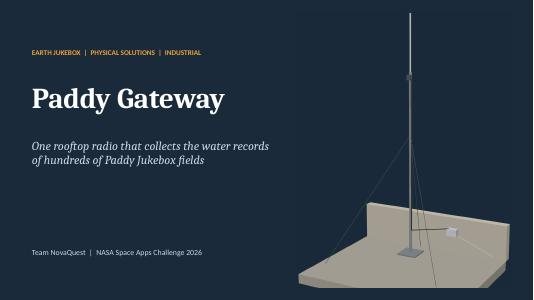 EARTH JUKEBOX | PHYSICAL SOLUTIONS | INDUSTRIAL
Paddy Gateway
One rooftop radio that collects the water records
of hundreds of Paddy Jukebox fields
Team NovaQuest | NASA Space Apps Challenge 2026